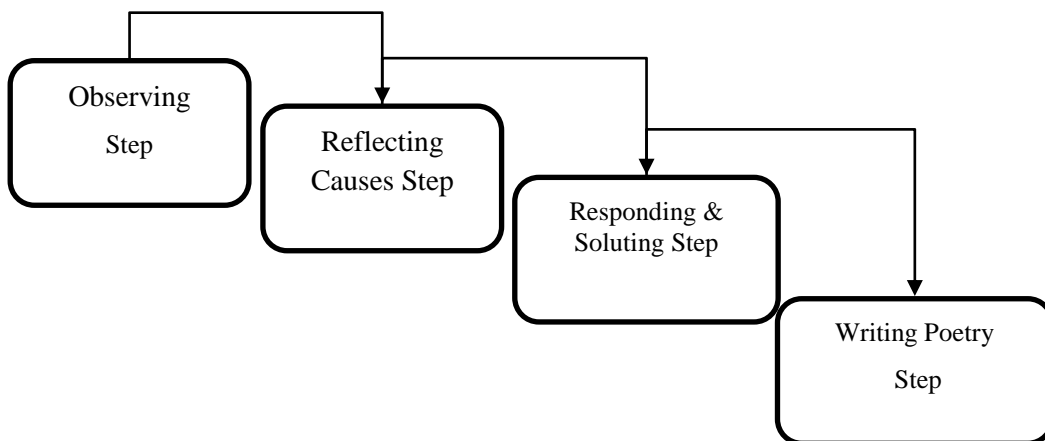 Observing
Step
Reflecting
Causes Step
Responding &
Soluting Step
Writing Poetry
Step